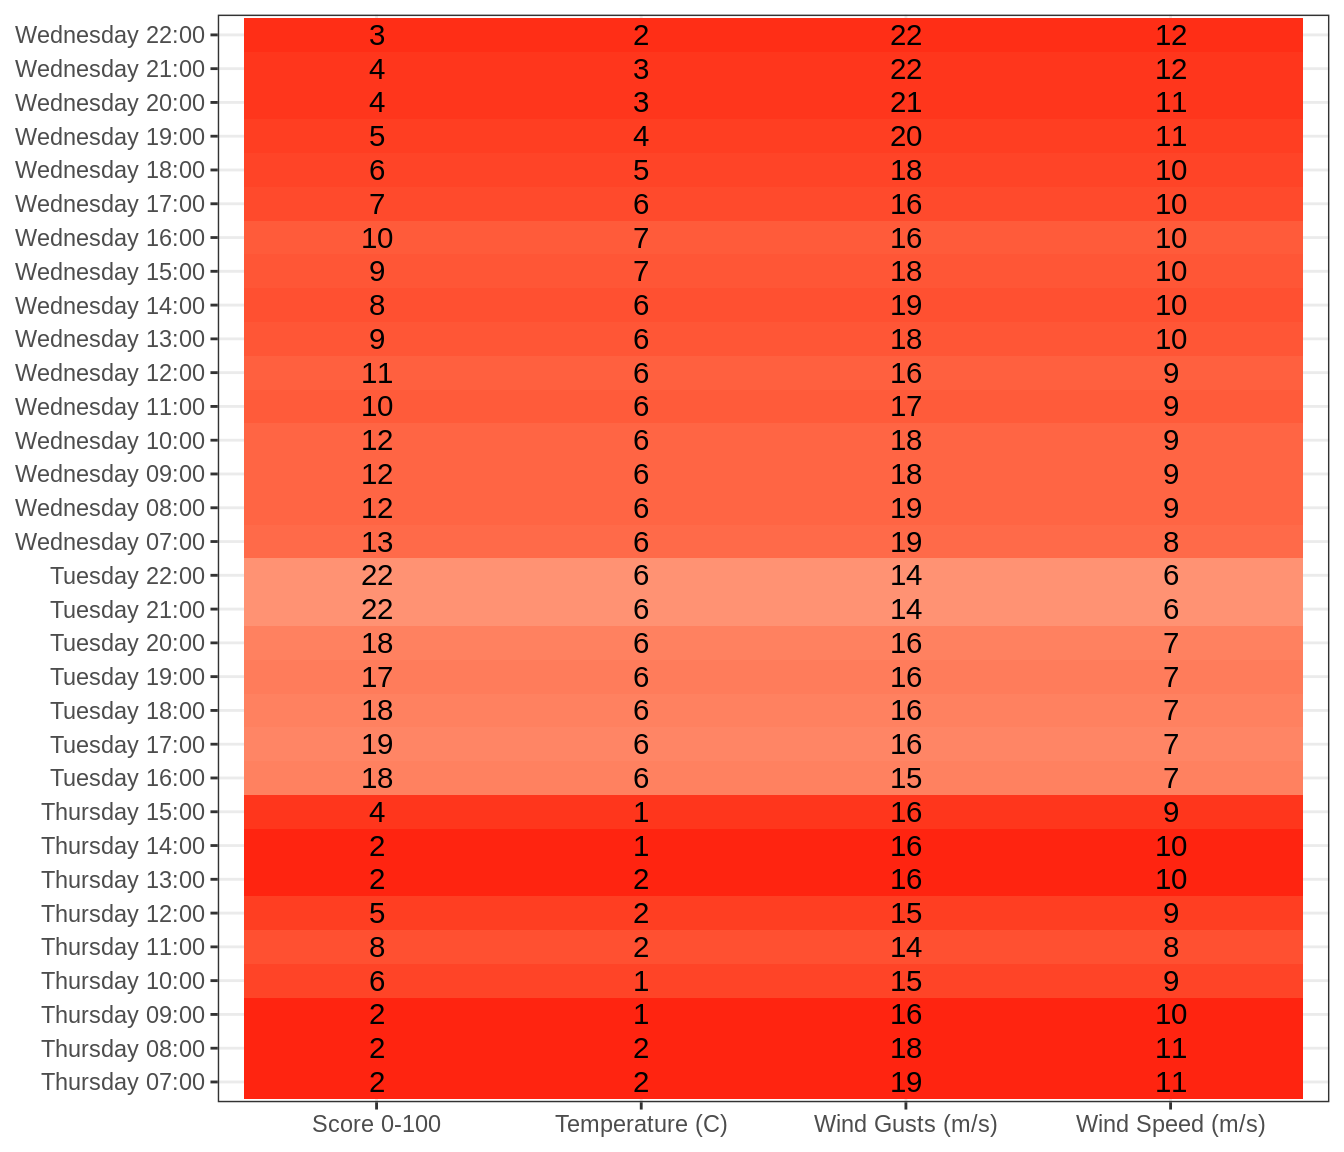 Wednesday 22:00 3 2 22 12
Wednesday 21:00 4 3 22 12
Wednesday 20:00 4 3 21 11
Wednesday 19:00 5 4 20 11
Wednesday 18:00 6 5 18 10
Wednesday 17:00 7 6 16 10
Wednesday 16:00 10 7 16 10
Wednesday 15:00 9 7 18 10
Wednesday 14:00 8 6 19 10
Wednesday 13:00 9 6 18 10
Wednesday 12:00 11 6 16 9
Wednesday 11:00 10 6 17 9
Wednesday 10:00 12 6 18 9
Wednesday 09:00 12 6 18 9
Wednesday 08:00 12 6 19 9
Wednesday 07:00 13 6 19 8
Tuesday 22:00 22 6 14 6
Tuesday 21:00 22 6 14 6
Tuesday 20:00 18 6 16 7
Tuesday 19:00 17 6 16 7
Tuesday 18:00 18 6 16 7
Tuesday 17:00 19 6 16 7
Tuesday 16:00 18 6 15 7
Thursday 15:00 4 1 16 9
Thursday 14:00 2 1 16 10
Thursday 13:00 2 2 16 10
Thursday 12:00 5 2 15 9
Thursday 11:00 8 2 14 8
Thursday 10:00 6 1 15 9
Thursday 09:00 2 1 16 10
Thursday 08:00 2 2 18 11
Thursday 07:00 2 2 19 11
Score 0-100 Temperature (C) Wind Gusts (m/s) Wind Speed (m/s)